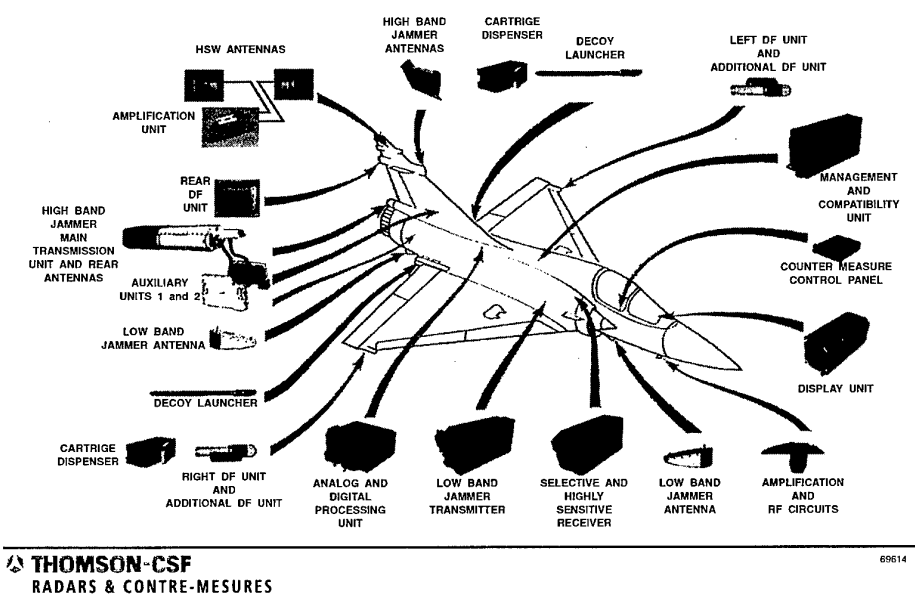 HIGH BAND
JAMMER
ANTENNAS
CARTRIGE
DISPENSER
DECOY
LAUNCHER
LEFT DF UNIT
AND
ADDITIONAL DF UNIT
HSW ANTENNAS
AMPLIFICATION
UNIT
MANAGEMENT
AND
COMPATIBILITY
UNIT
REAR
DF
UNIT
HIGH BAND
JAMMER
MAIN
TRANSMISSION
UNIT AND REAR
ANTENNAS
COUNTER MEASURE
CONTROL PANEL
AUXILIARY
UNITS 1 and 2
LOW BAND
JAMMER ANTENNA
DISPLAY UNIT
DECOY LAUNCHER
CARTRIGE
DISPENSER
RIGHT DF UNIT
AND
ADDITIONAL DF UNIT
ANALOG AND
DIGITAL
PROCESSING
UNIT
LOW BAND
JAMMER
TRANSMITTER
SELECTIVE AND
HIGHLY
SENSITIVE
RECEIVER
LOW BAND
JAMMER
ANTENNA
AMPLIFICATION
AND
RF CIRCUITS
THOMSON-CSF
RADARS & CONTRE-MESURES
69614